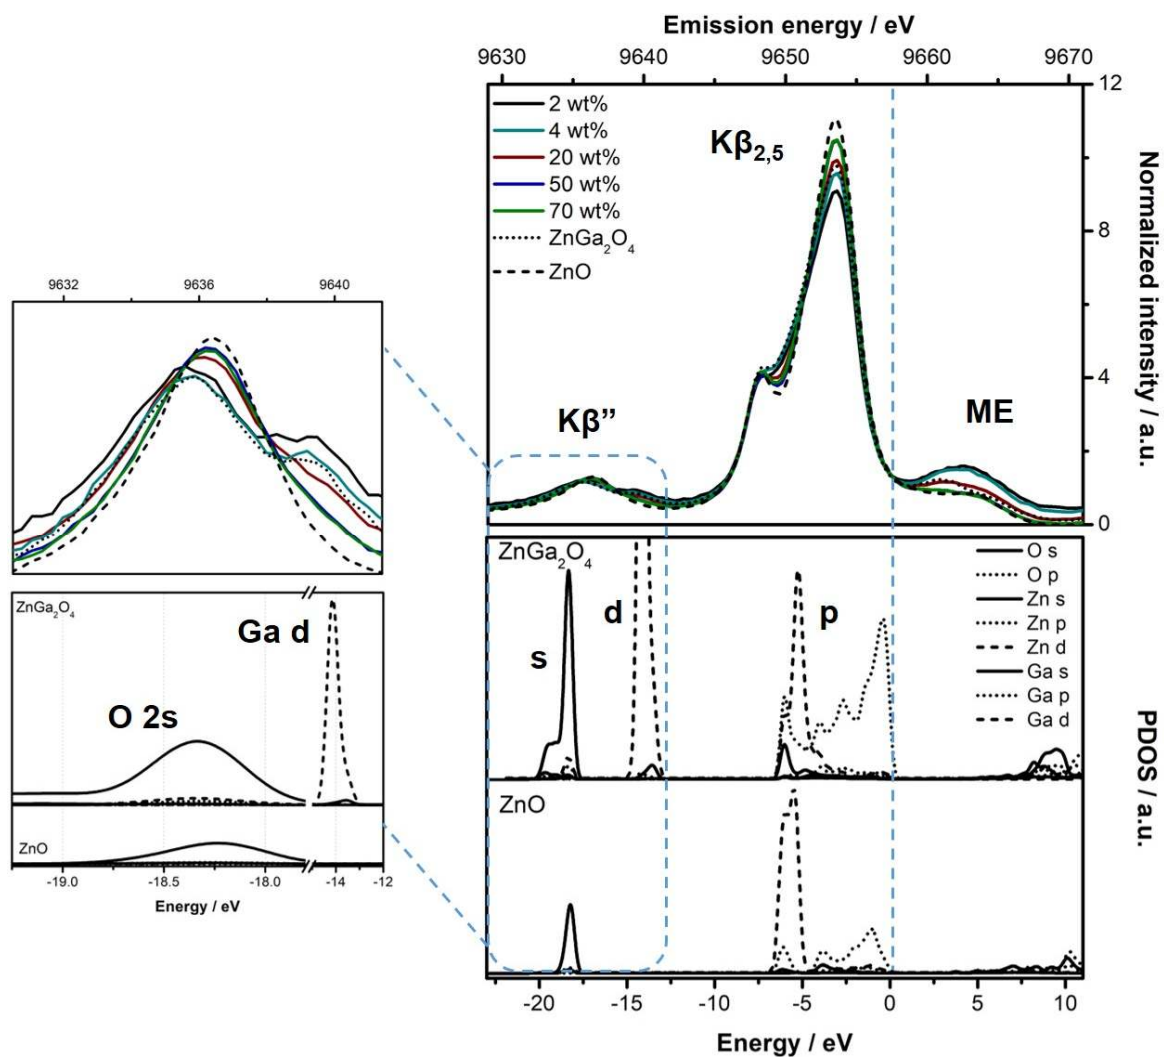 Emission energy / eV
9630 9640 9650 9660 9670
2 wt%
4 wt%
20 wt%
50 wt%
70 wt%
ZnGa₂O₄
ZnO
Kβ₂,₅
Kβ”
ME
12
8
4
0
Normalized intensity / a.u.
9632 9636 9640
ZnGa₂O₄
Ga d
O 2s
ZnO
-19.0 -18.5 -18.0 -14 -12
Energy / eV
ZnGa₂O₄
s
d
p
O s
O p
Zn s
Zn p
Zn d
Ga s
Ga p
Ga d
ZnO
PDOS / a.u.
-20 -15 -10 -5 0 5 10
Energy / eV